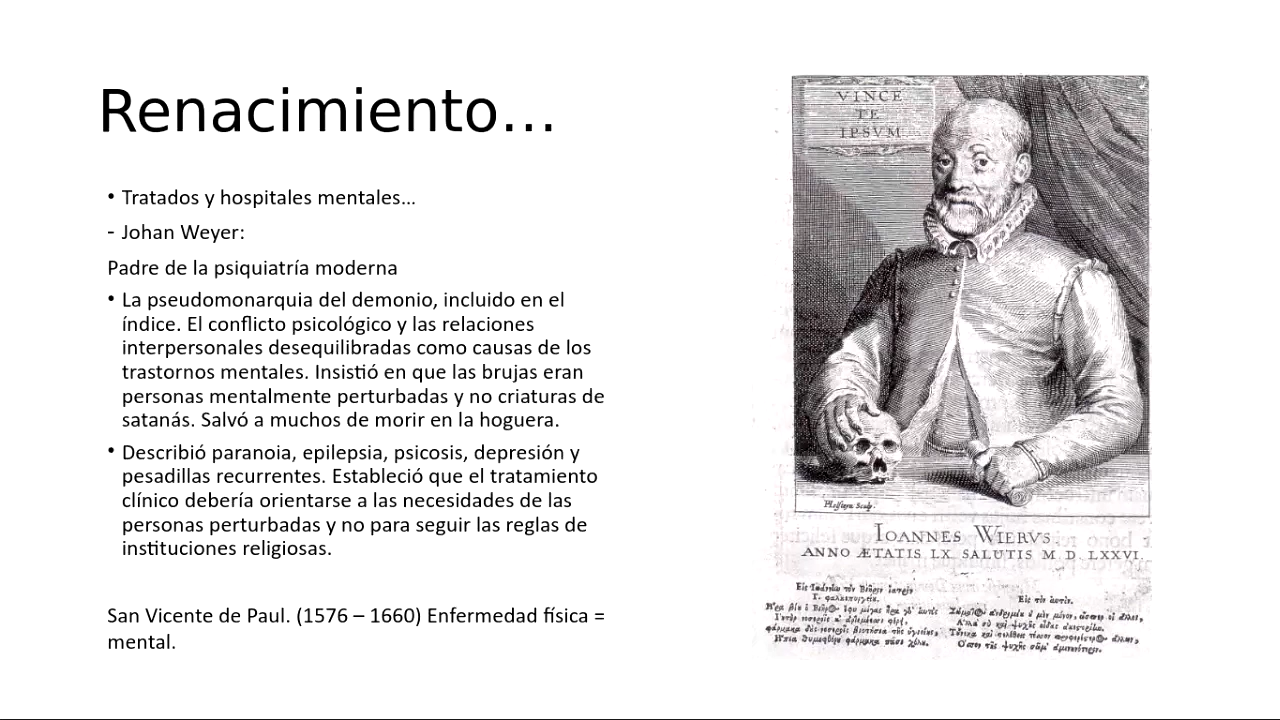 Renacimiento...
• Tratados y hospitales mentales...
- Johan Weyer:
Padre de la psiquiatría moderna
• La pseudomonarquia del demonio, incluido en el
índice. El conflicto psicológico y las relaciones
interpersonales desequilibradas como causas de los
trastornos mentales. Insistió en que las brujas eran
personas mentalmente perturbadas y no criaturas de
satanás. Salvó a muchos de morir en la hoguera.
• Describió paranoia, epilepsia, psicosis, depresión y
pesadillas recurrentes. Estableció que el tratamiento
clínico debería orientarse a las necesidades de las
personas perturbadas y no para seguir las reglas de
instituciones religiosas.
San Vicente de Paul. (1576 – 1660) Enfermedad física =
mental.
VINCE
TE
IPSVM
IOANNES WIERVS.
ANNO ÆTATIS LX SALUTIS M D LXXVI.